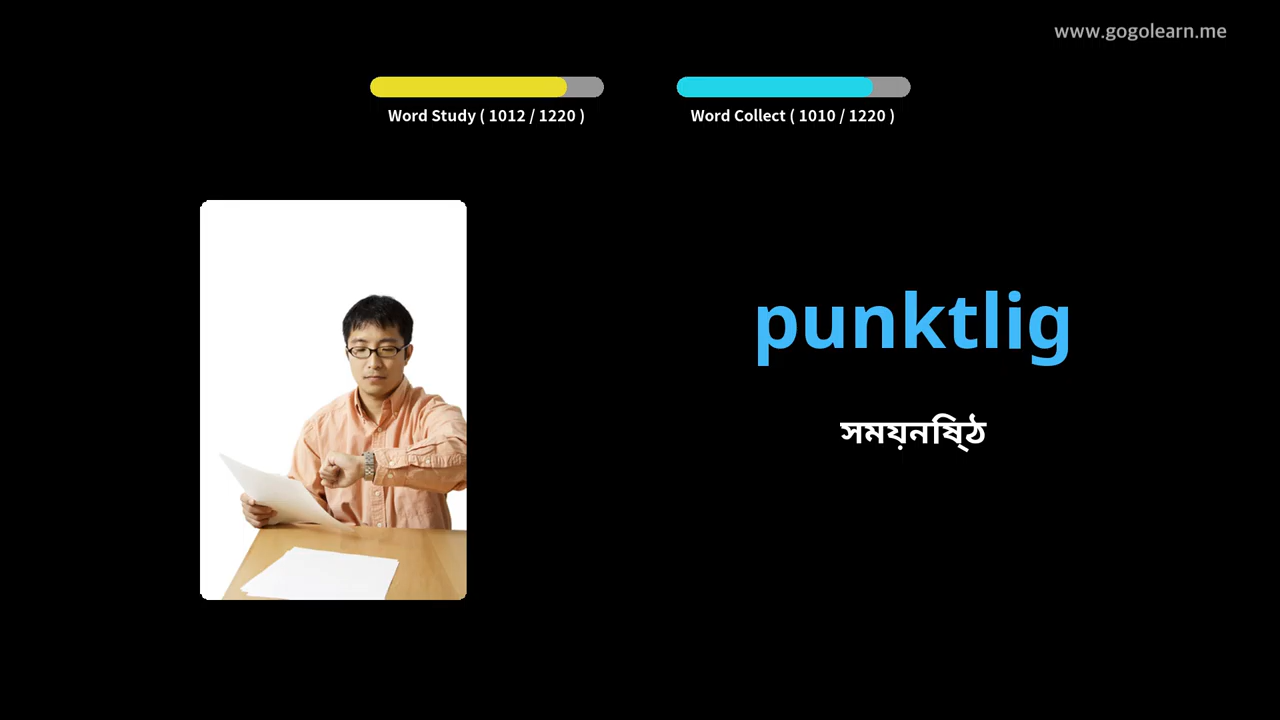 www.gogolearn.me
Word Study ( 1012 / 1220 )
Word Collect ( 1010 / 1220 )
punktlig
সময়নিষ্ঠ